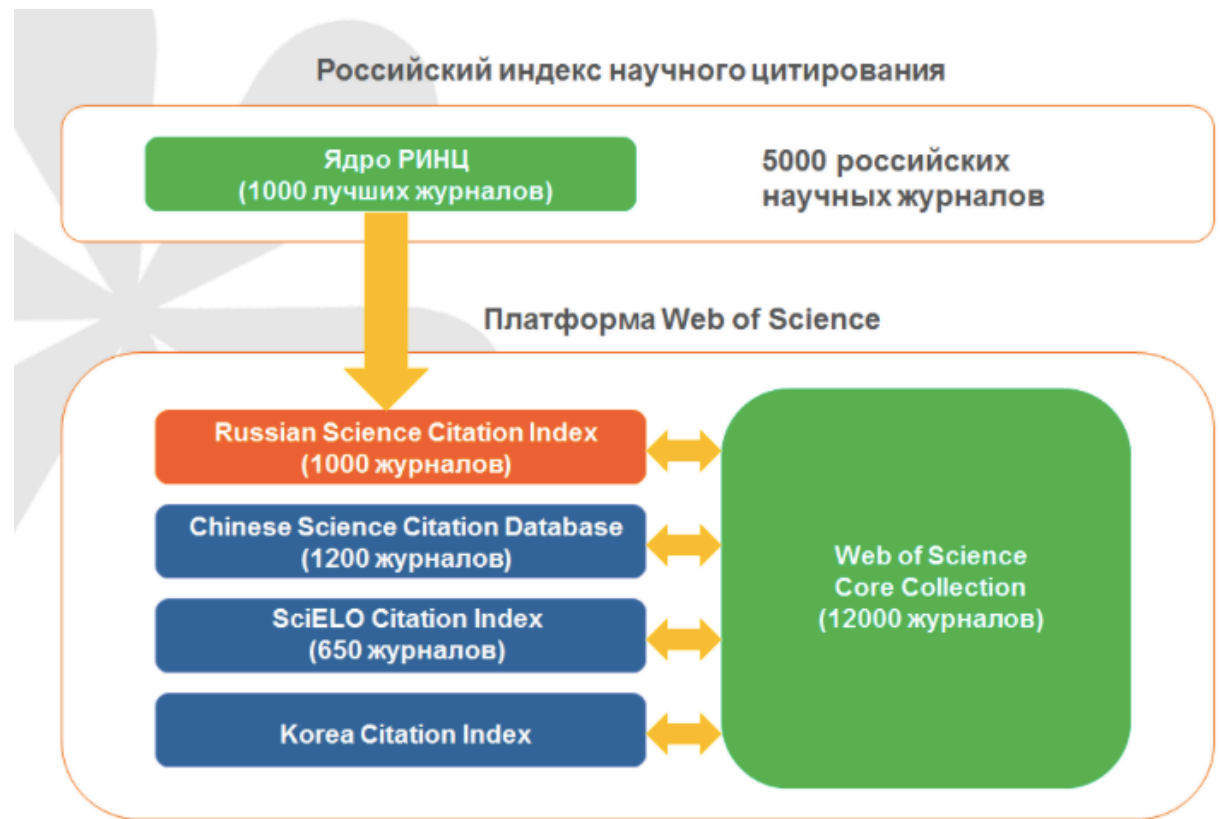 Российский индекс научного цитирования
Ядро РИНЦ
(1000 лучших журналов)
5000 российских
научных журналов
Платформа Web of Science
Russian Science Citation Index
(1000 журналов)
Chinese Science Citation Database
(1200 журналов)
SciELO Citation Index
(650 журналов)
Korea Citation Index
Web of Science
Core Collection
(12000 журналов)